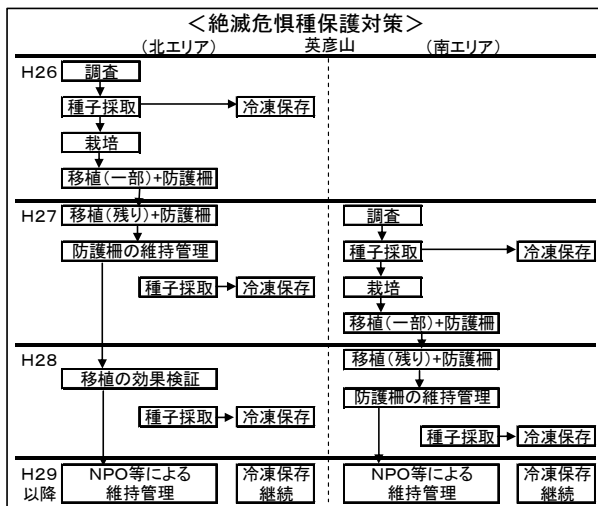 ＜絶滅危惧種保護対策＞
（北エリア） 英彦山 （南エリア）
H26
調査
種子採取 冷凍保存
栽培
移植（一部）+防護柵
H27 移植（残り）+防護柵 調査
防護柵の維持管理 種子採取 冷凍保存
種子採取 冷凍保存 栽培
移植（一部）+防護柵
H28 移植（残り）+防護柵
移植の効果検証 防護柵の維持管理
種子採取 冷凍保存
種子採取 冷凍保存
H29 NPO等による 冷凍保存 NPO等による 冷凍保存
以降 維持管理 継続 維持管理 継続